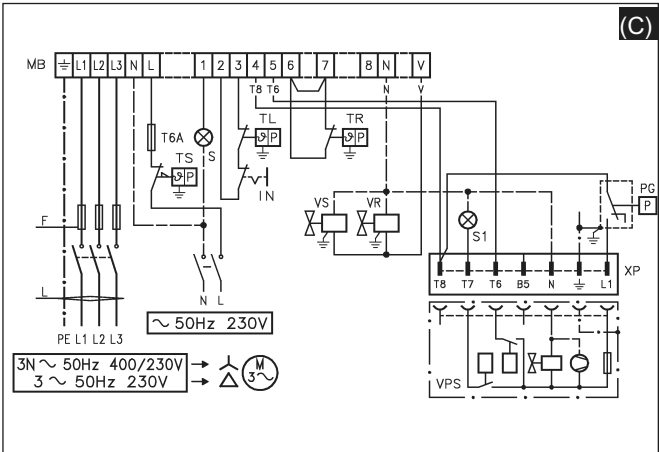 (C)
MB L1 L2 L3 N L 1 2 3 4 5 6 7 8 N V
T8 T6 N V
TL TR
T6A S
TS ϑ P ϑ P ϑ P
IN
PG P
VS VR
S1
F
XP
T8 T7 T6 B5 N L1
L
N L
PE L1 L2 L3
~ 50Hz 230V
3N ~ 50Hz 400/230V
3 ~ 50Hz 230V
M
3~
VPS